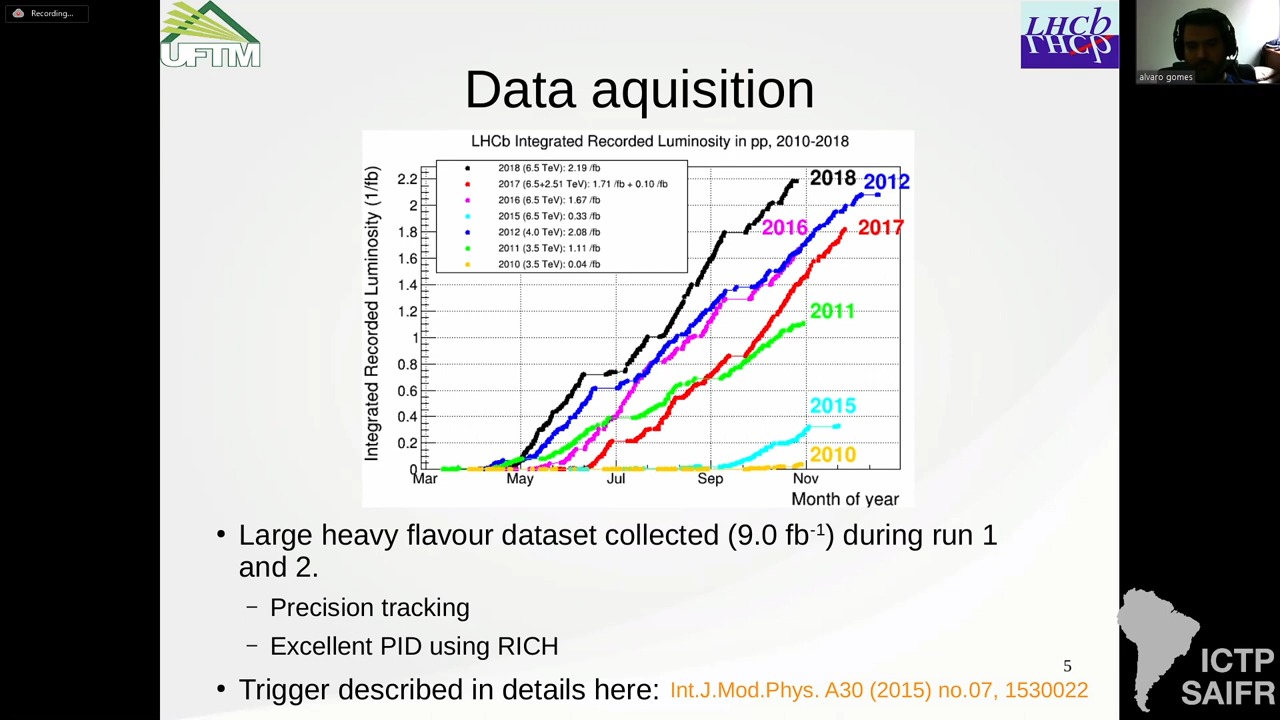 Recording...
UFTM
LHCb
LHCp
alvaro gomes
Data aquisition
LHCb Integrated Recorded Luminosity in pp, 2010-2018
Integrated Recorded Luminosity (1/fb)
2018 (6.5 TeV): 2.19 /fb
2017 (6.5+2.51 TeV): 1.71 /fb + 0.10 /fb
2016 (6.5 TeV): 1.67 /fb
2015 (6.5 TeV): 0.33 /fb
2012 (4.0 TeV): 2.08 /fb
2011 (3.5 TeV): 1.11 /fb
2010 (3.5 TeV): 0.04 /fb
2.2
2
1.8
1.6
1.4
1.2
1
0.8
0.6
0.4
0.2
0
2018
2012
2016
2017
2011
2015
2010
Mar May Jul Sep Nov
Month of year
• Large heavy flavour dataset collected (9.0 fb-1) during run 1
and 2.
– Precision tracking
– Excellent PID using RICH
5
• Trigger described in details here: Int.J.Mod.Phys. A30 (2015) no.07, 1530022
ICTP
SAIFR